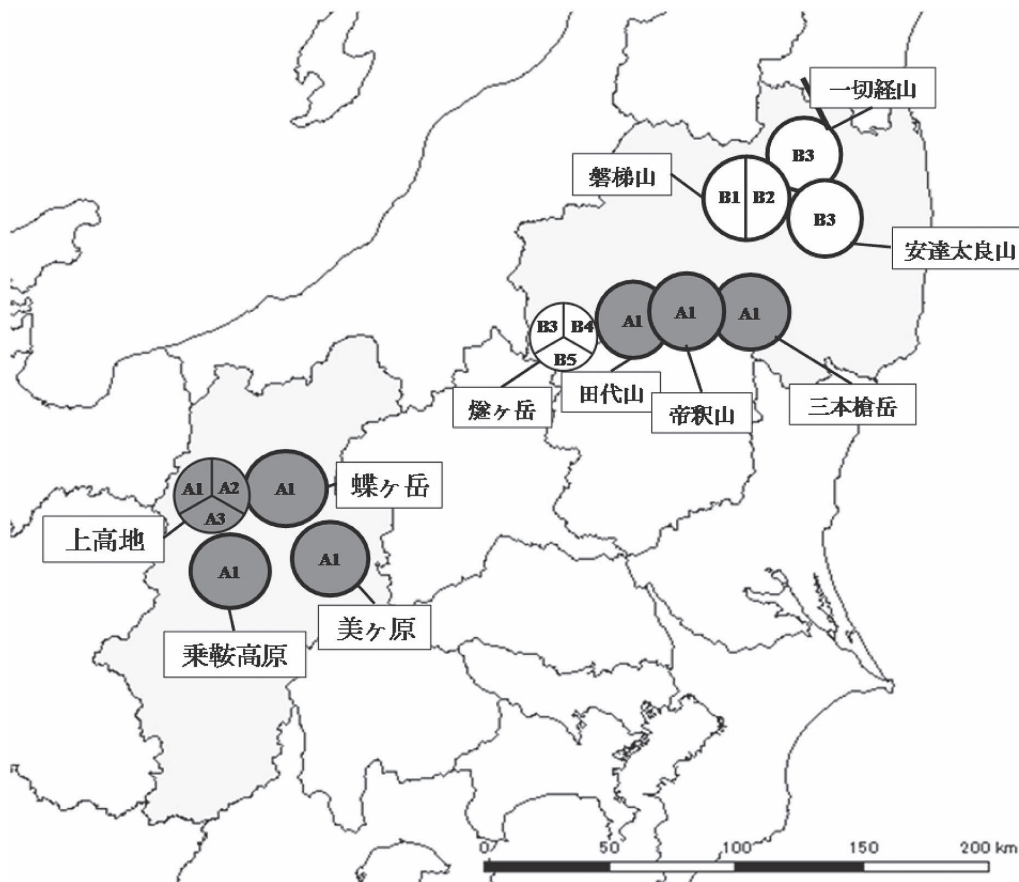 一切経山
B3
磐梯山
B1 B2
B3
安達太良山
B3 B4
B5
A1
A1
A1
燧ヶ岳
田代山
帝釈山
三本槍岳
A1 A2
A3
A1
蝶ヶ岳
上高地
A1
A1
美ヶ原
乗鞍高原
0 50 100 150 200 km